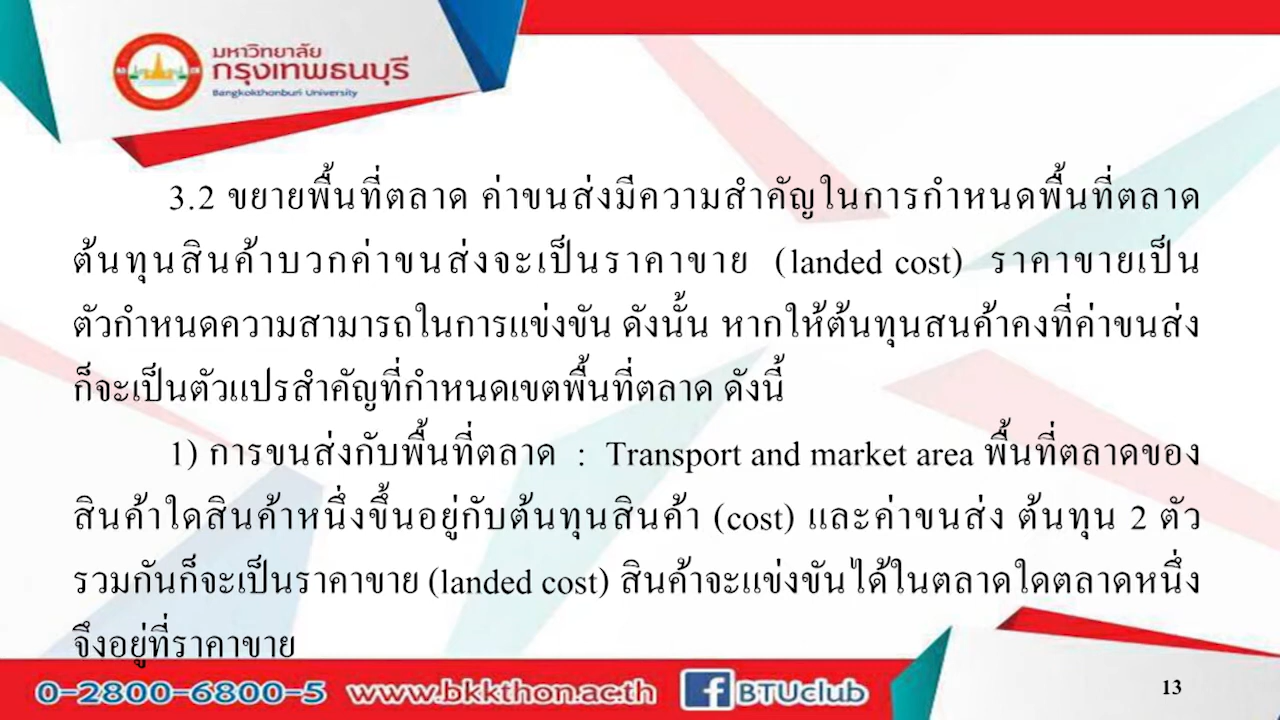 มหาวิทยาลัย
กรุงเทพธนบุรี
Bangkokthonburi University
3.2 ขยายพื้นที่ตลาด ค่าขนส่งมีความสำคัญในการกำหนดพื้นที่ตลาด
ต้นทุนสินค้าบวกค่าขนส่งจะเป็นราคาขาย (landed cost) ราคาขายเป็น
ตัวกำหนดความสามารถในการแข่งขัน ดังนั้น หากให้ต้นทุนสนค้าคงที่ค่าขนส่ง
ก็จะเป็นตัวแปรสำคัญที่กำหนดเขตพื้นที่ตลาด ดังนี้
1) การขนส่งกับพื้นที่ตลาด : Transport and market area พื้นที่ตลาดของ
สินค้าใดสินค้าหนึ่งขึ้นอยู่กับต้นทุนสินค้า (cost) และค่าขนส่ง ต้นทุน 2 ตัว
รวมกันก็จะเป็นราคาขาย (landed cost) สินค้าจะแข่งขันได้ในตลาดใดตลาดหนึ่ง
จึงอยู่ที่ราคาขาย
0-2800-6800-5 www.bkkthon.ac.th f BTUclub
13